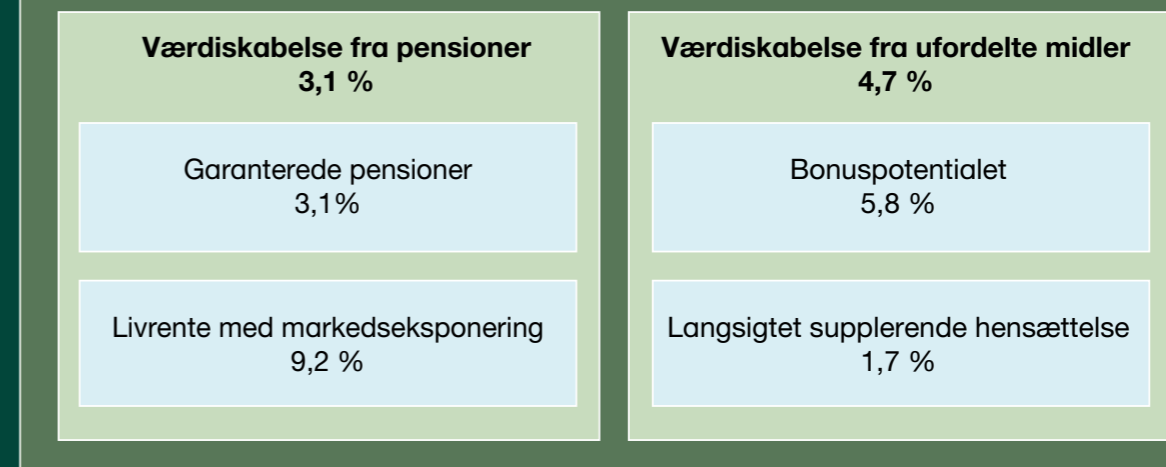 Værdiskabelse fra pensioner
3,1 %
Garanterede pensioner
3,1%
Livrente med markedseksponering
9,2 %
Værdiskabelse fra ufordelte midler
4,7 %
Bonuspotentialet
5,8 %
Langsigtet supplerende hensættelse
1,7 %